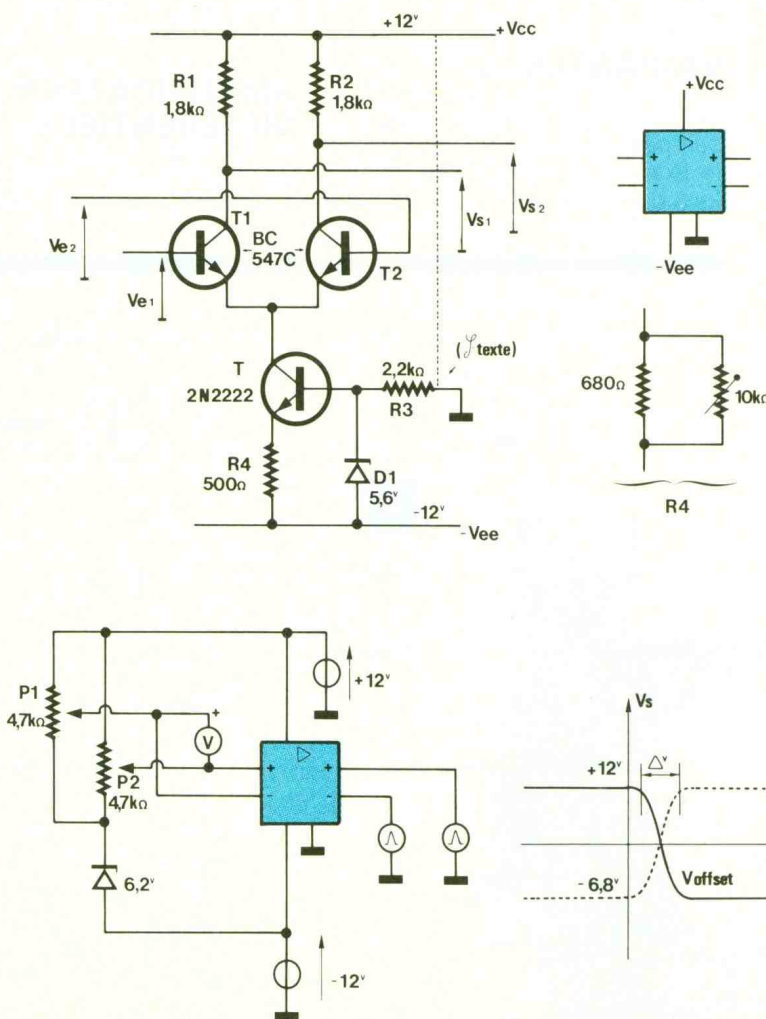 +12v
+Vcc
R1
1,8kΩ
R2
1,8kΩ
+Vcc
+
-
-Vee
Ve2
Ve1
T1
BC
547C
T2
Vs1
Vs2
T
2N2222
2,2kΩ
R3
texte)
R4
500Ω
D1
5,6v
-12v
-Vee
680Ω
10kΩ
R4
P1
4,7kΩ
P2
4,7kΩ
+
V
+
-
+
-
+12v
6,2v
-12v
Vs
+12v
Δv
-6,8v
Voffset